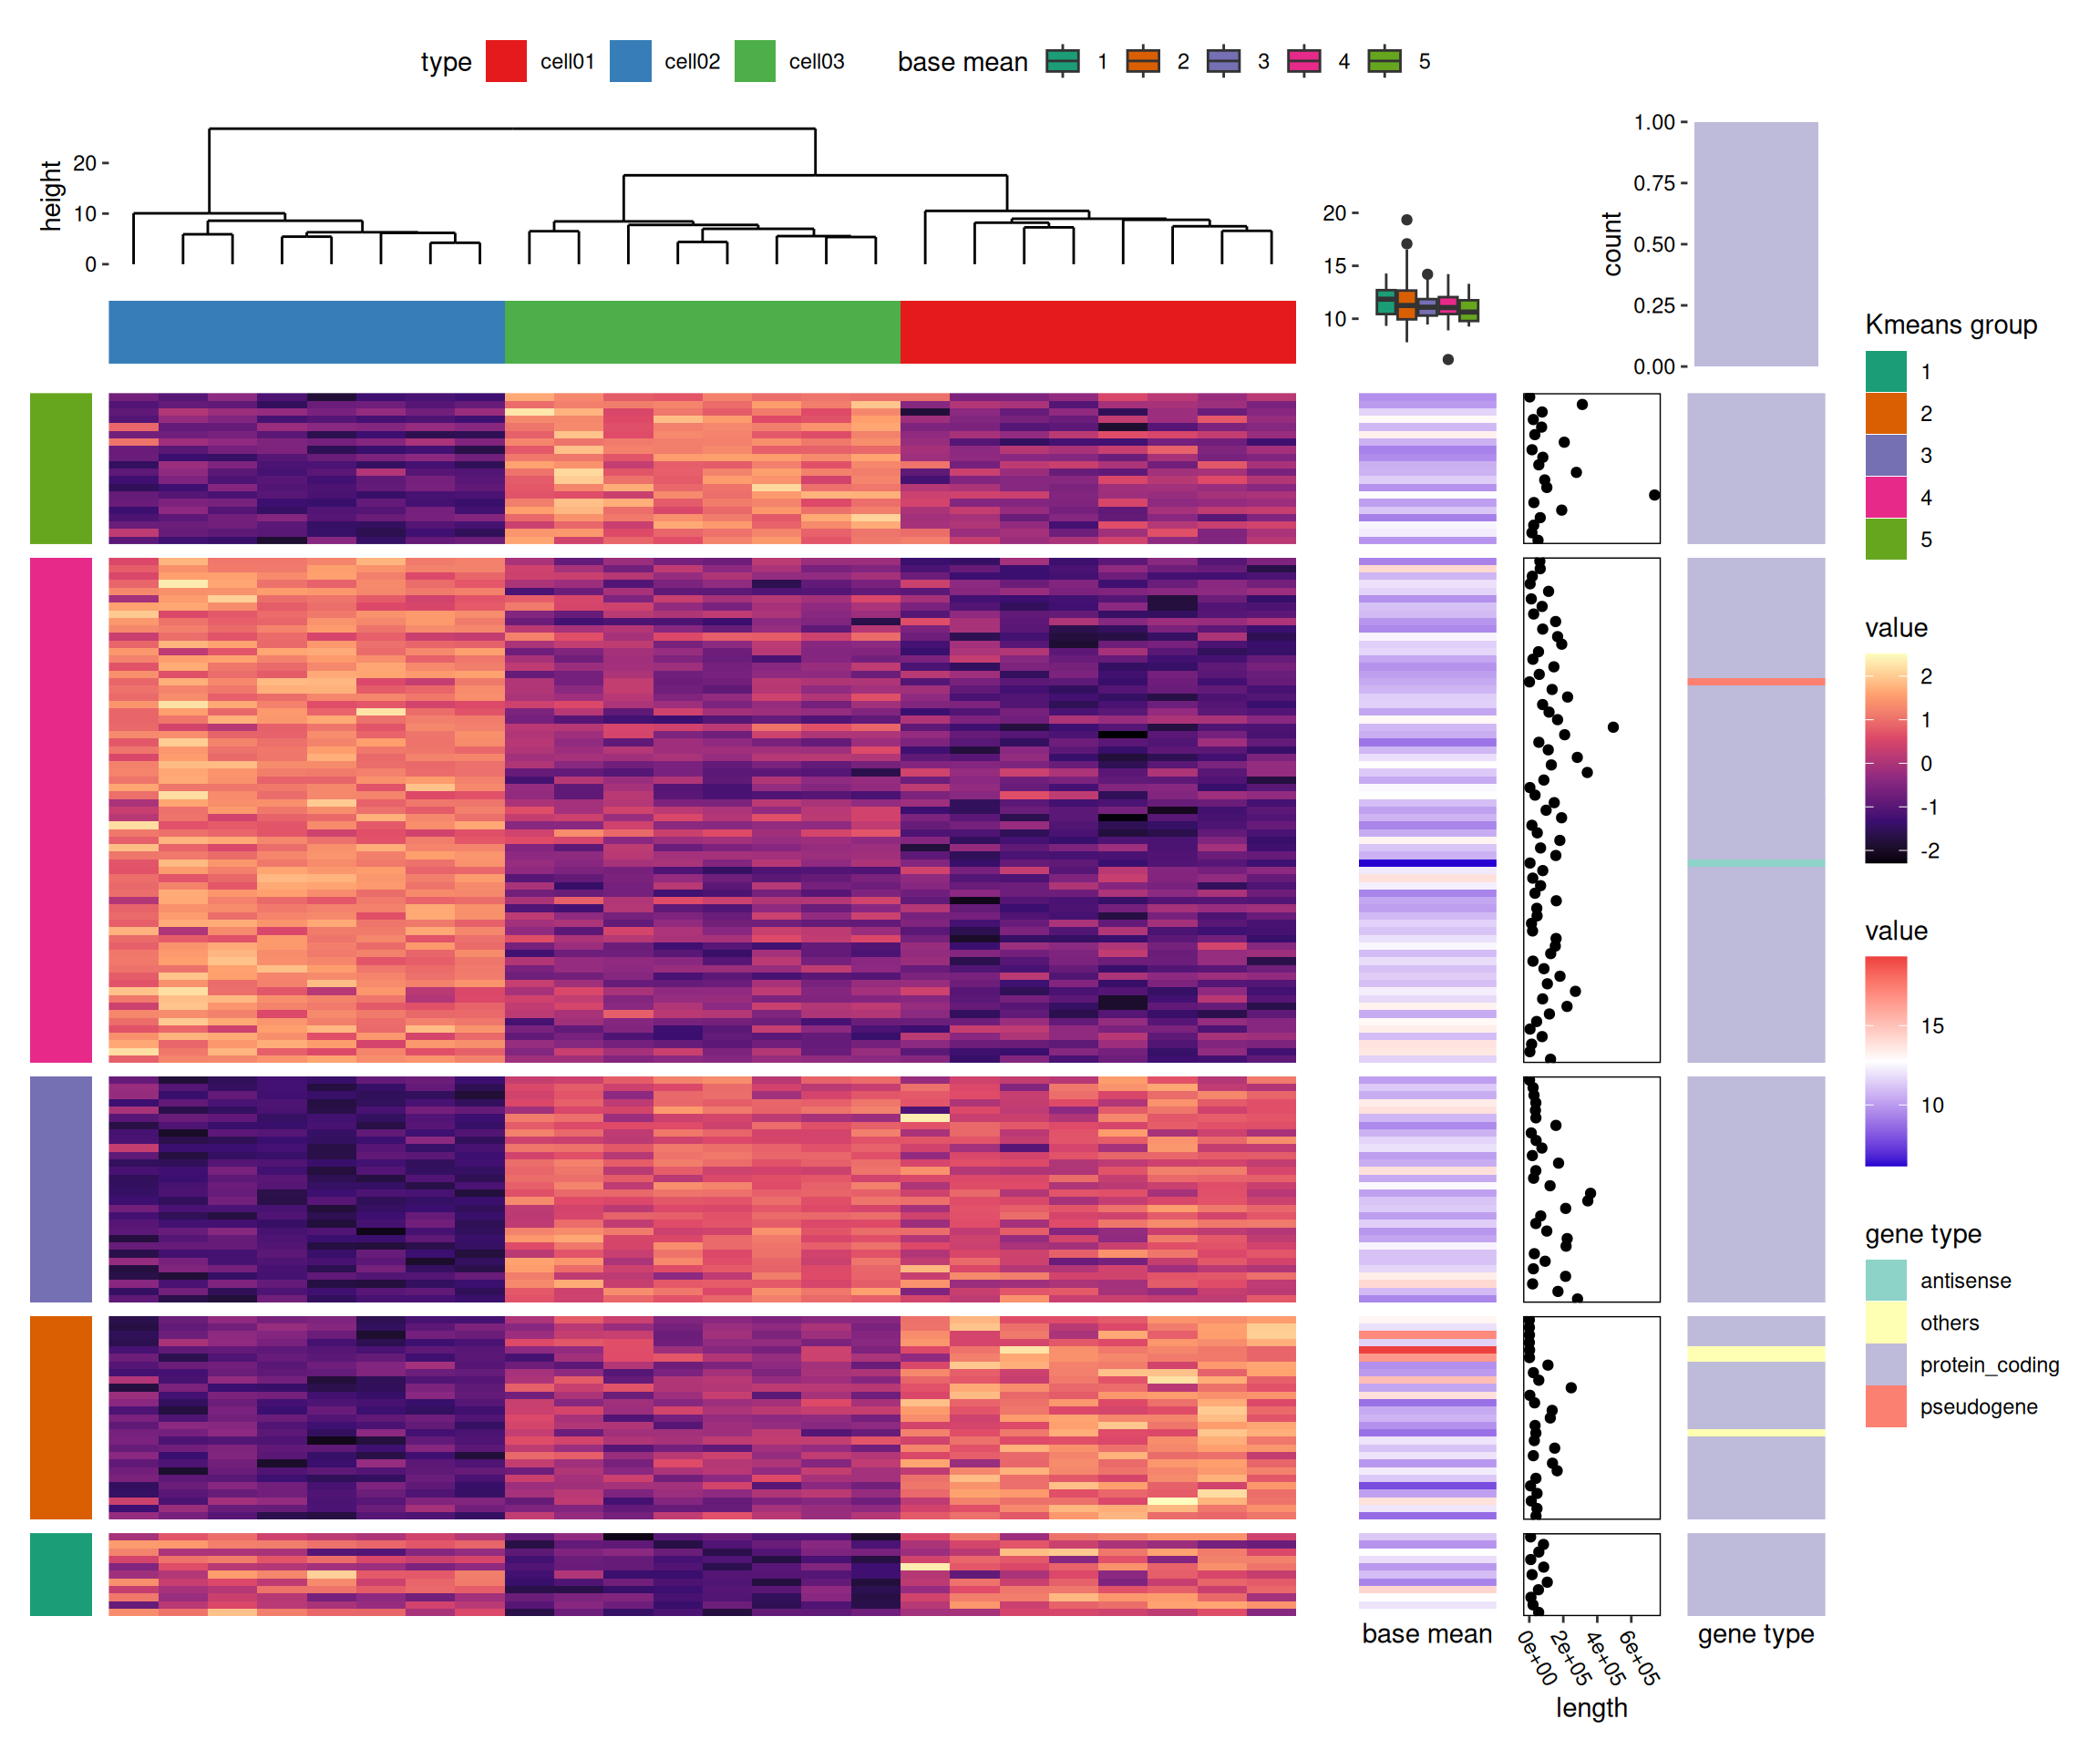 type cell01 cell02 cell03 base mean 1 2 3 4 5
height
20
10
0
20
15
10
count
1.00
0.75
0.50
0.25
0.00
Kmeans group
1
2
3
4
5
value
2
1
0
-1
-2
value
15
10
gene type
antisense
others
protein_coding
pseudogene
base mean
0e+00 2e+05 4e+05 6e+05
length
gene type